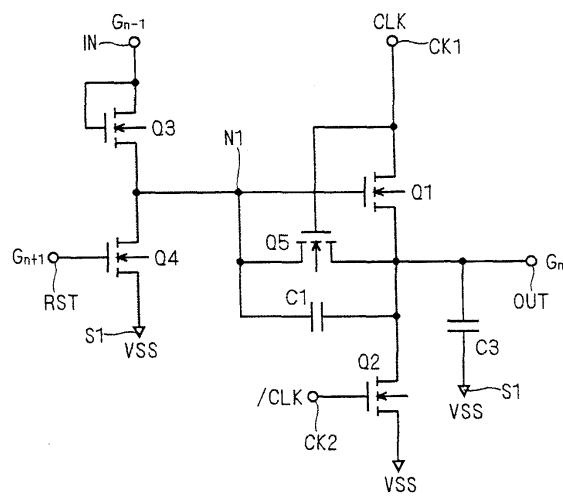 Gn-1
IN
CLK
CK1
Q3
N1
Q1
Gn+1
RST
Q4
Q5
Gn
OUT
S1
VSS
C1
C3
Q2
/CLK
CK2
S1
VSS
VSS